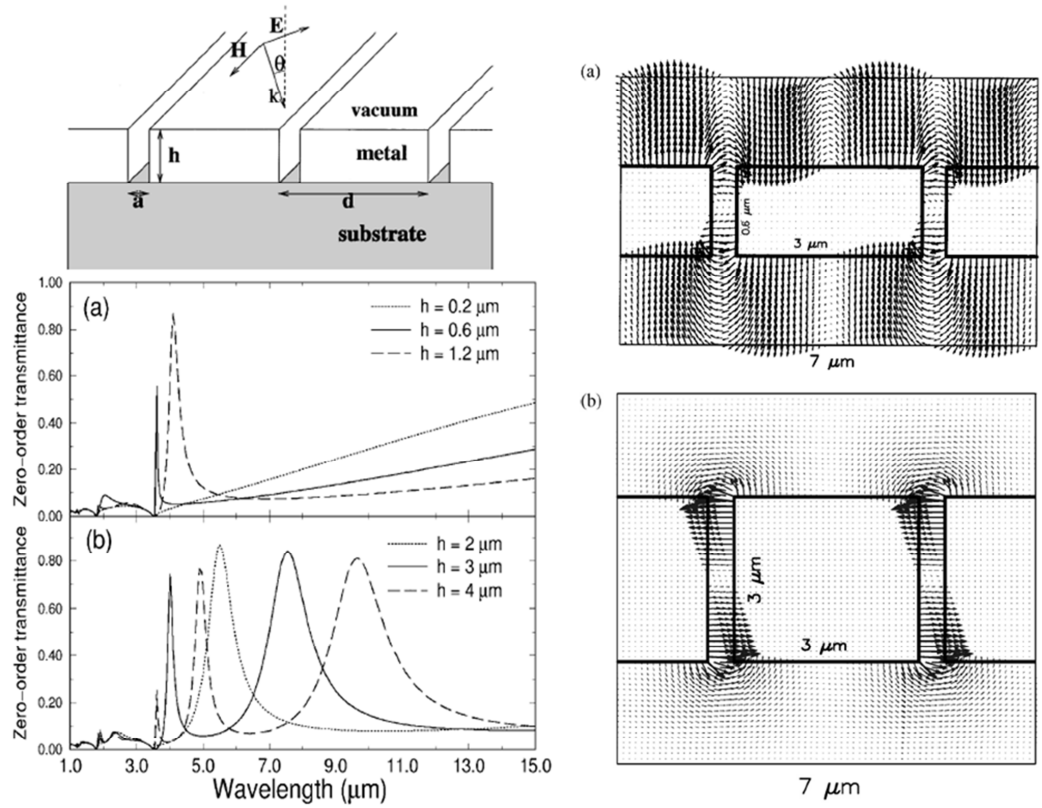 E
H
θ
k
vacuum
metal
h
a
d
substrate
(a)
h = 0.2 μm
h = 0.6 μm
h = 1.2 μm
Zero−order transmittance
1.00
0.80
0.60
0.40
0.20
0.00
(b)
h = 2 μm
h = 3 μm
h = 4 μm
Zero−order transmittance
0.80
0.60
0.40
0.20
0.00
1.0 3.0 5.0 7.0 9.0 11.0 13.0 15.0
Wavelength (μm)
(a)
0.6 μm
3 μm
7 μm
(b)
3 μm
3 μm
7 μm